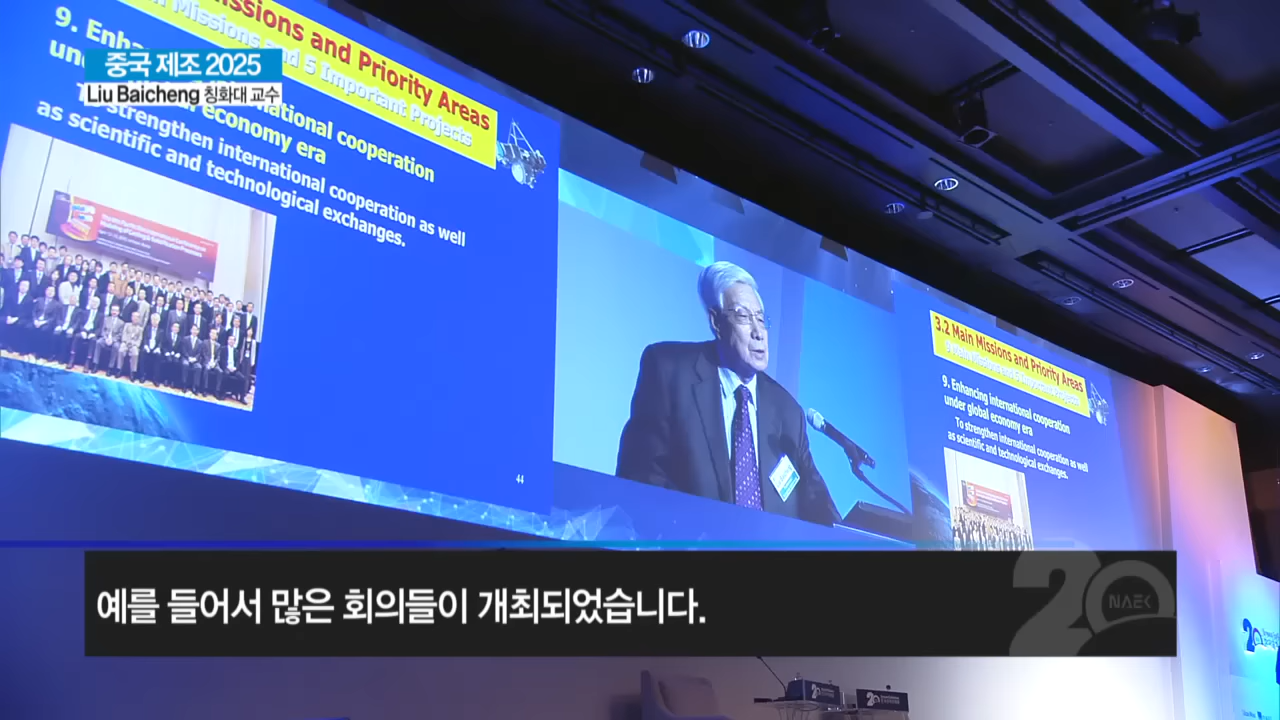 중국 제조 2025
Liu Baicheng 칭화대 교수
Missions and Priority Areas
Missions and 5 Important Projects
9. Enha
national cooperation
economy era
strengthen international cooperation as well
as scientific and technological exchanges.
44
3.2 Main Missions and Priority Areas
9. Enhancing international cooperation
under global economy era
To strengthen international cooperation as well
as scientific and technological exchanges.
예를 들어서 많은 회의들이 개최되었습니다.
20 NAEK
20